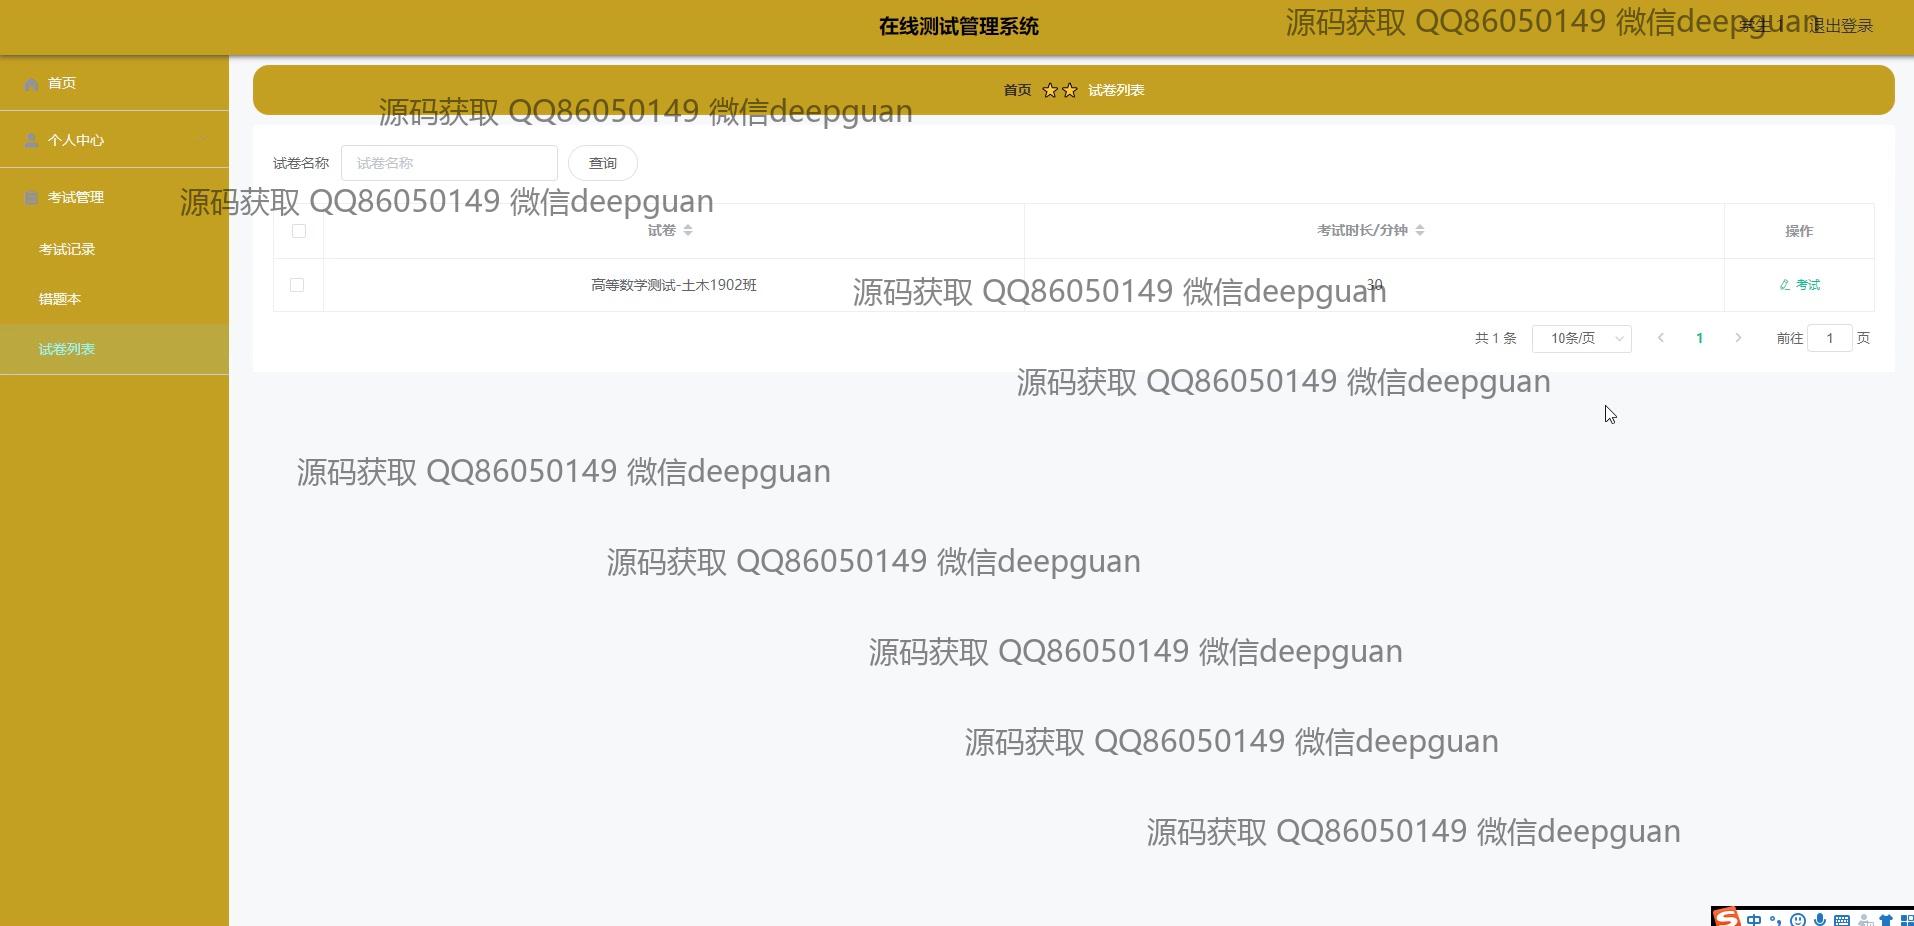 在线测试管理系统
源码获取 QQ86050149 微信deepguan
学生1 退出登录
首页
首页 试卷列表
源码获取 QQ86050149 微信deepguan
个人中心
试卷名称 试卷名称 查询
考试管理
源码获取 QQ86050149 微信deepguan
试卷 考试时长/分钟 操作
考试记录
高等数学测试-土木1902班 30 考试
源码获取 QQ86050149 微信deepguan
错题本
共 1 条 10条/页 1 前往 1 页
试卷列表
源码获取 QQ86050149 微信deepguan
源码获取 QQ86050149 微信deepguan
源码获取 QQ86050149 微信deepguan
源码获取 QQ86050149 微信deepguan
源码获取 QQ86050149 微信deepguan
源码获取 QQ86050149 微信deepguan
中